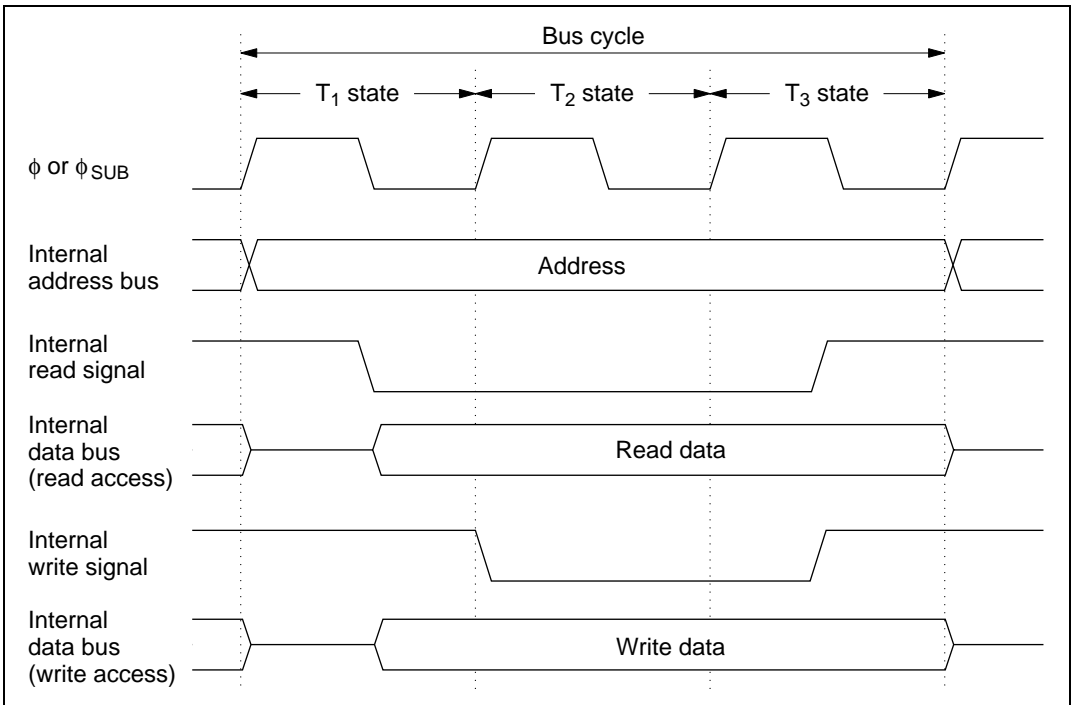 Bus cycle
T₁ state
T₂ state
T₃ state
ϕ or ϕSUB
Internal
address bus
Address
Internal
read signal
Internal
data bus
(read access)
Read data
Internal
write signal
Internal
data bus
(write access)
Write data